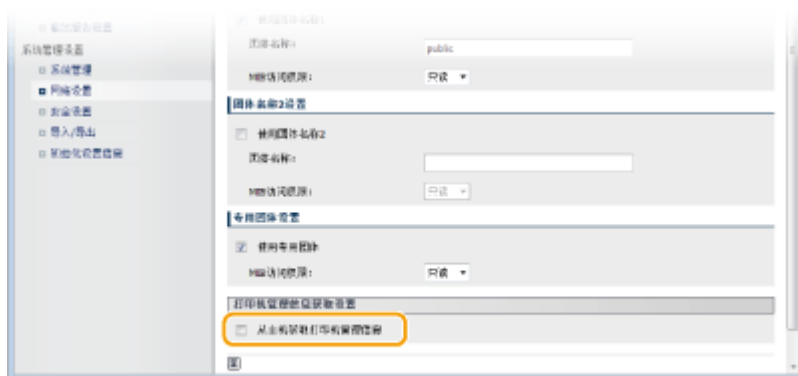 系统管理设置
系统管理
网络设置
安全设置
导入/导出
初始化设置信息
团体名称:
public
MIB访问权限:
只读
团体名称2设置
使用团体名称2
团体名称:
MIB访问权限:
只读
专用团体设置
使用专用团体
MIB访问权限:
只读
打印机管理信息获取设置
从主机获取打印机管理信息